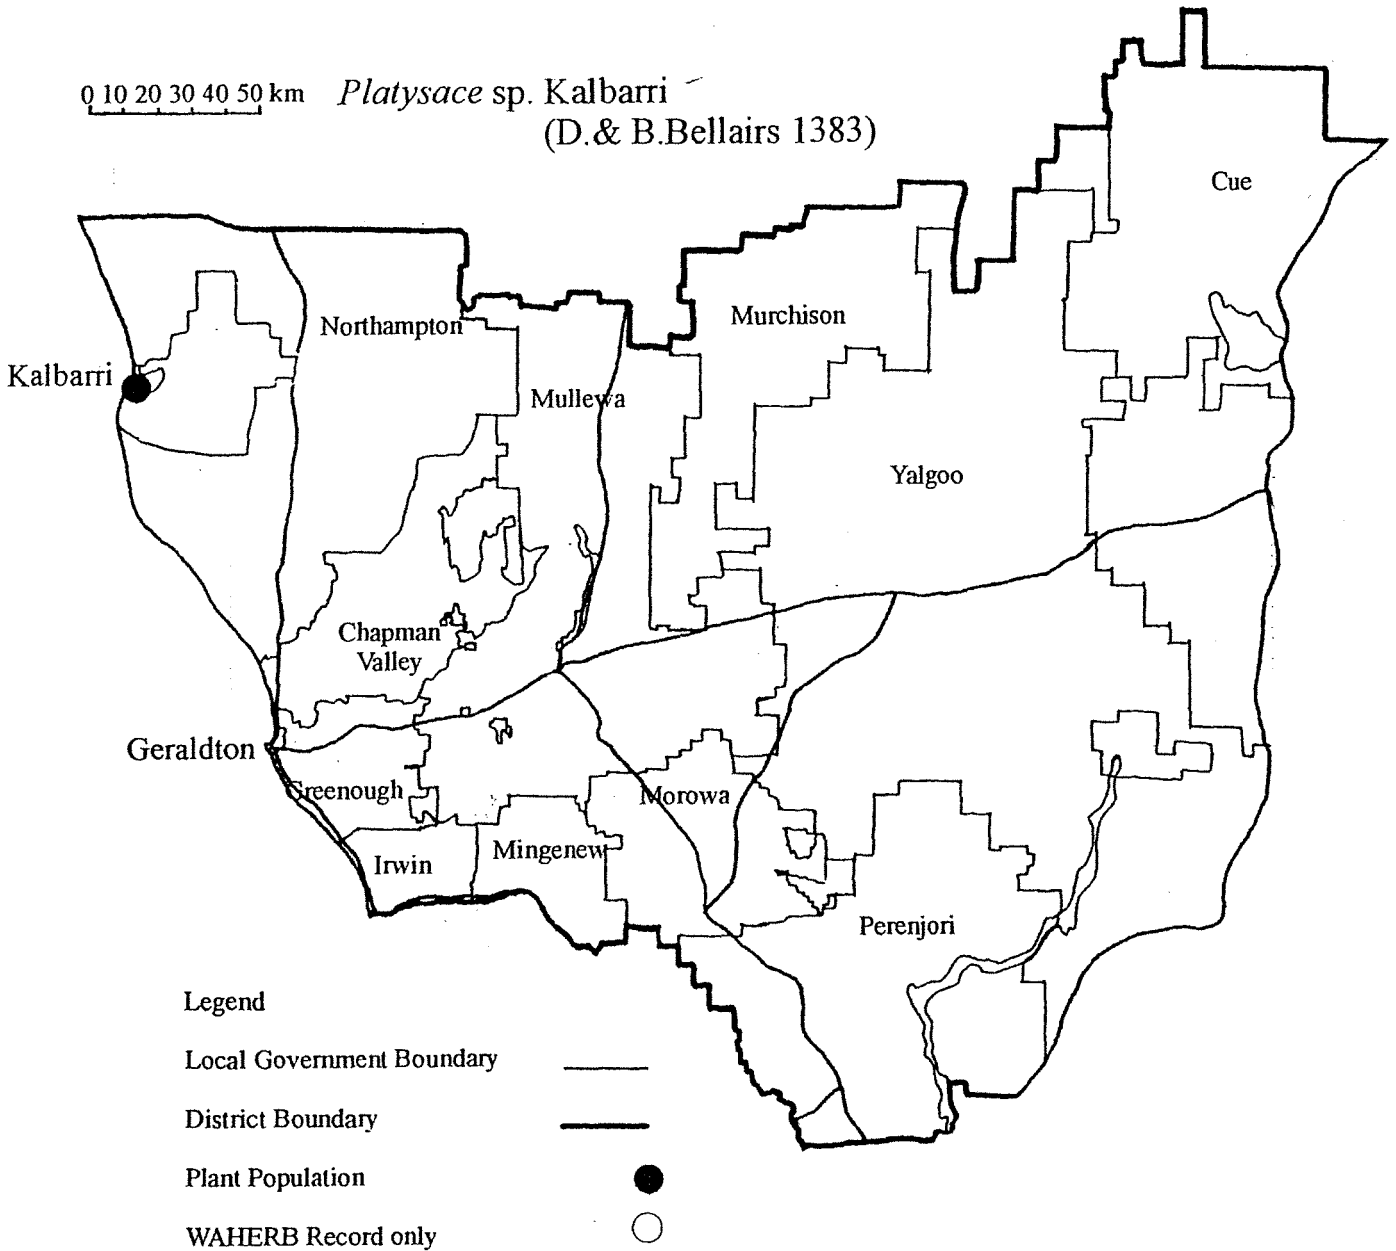 0 10 20 30 40 50 km
Platysace sp. Kalbarri
(D.& B.Bellairs 1383)
Cue
Northampton
Murchison
Kalbarri
Mullewa
Yalgoo
Chapman
Valley
Geraldton
Greenough
Morowa
Irwin
Mingenew
Perenjori
Legend
Local Government Boundary
District Boundary
Plant Population
WAHERB Record only